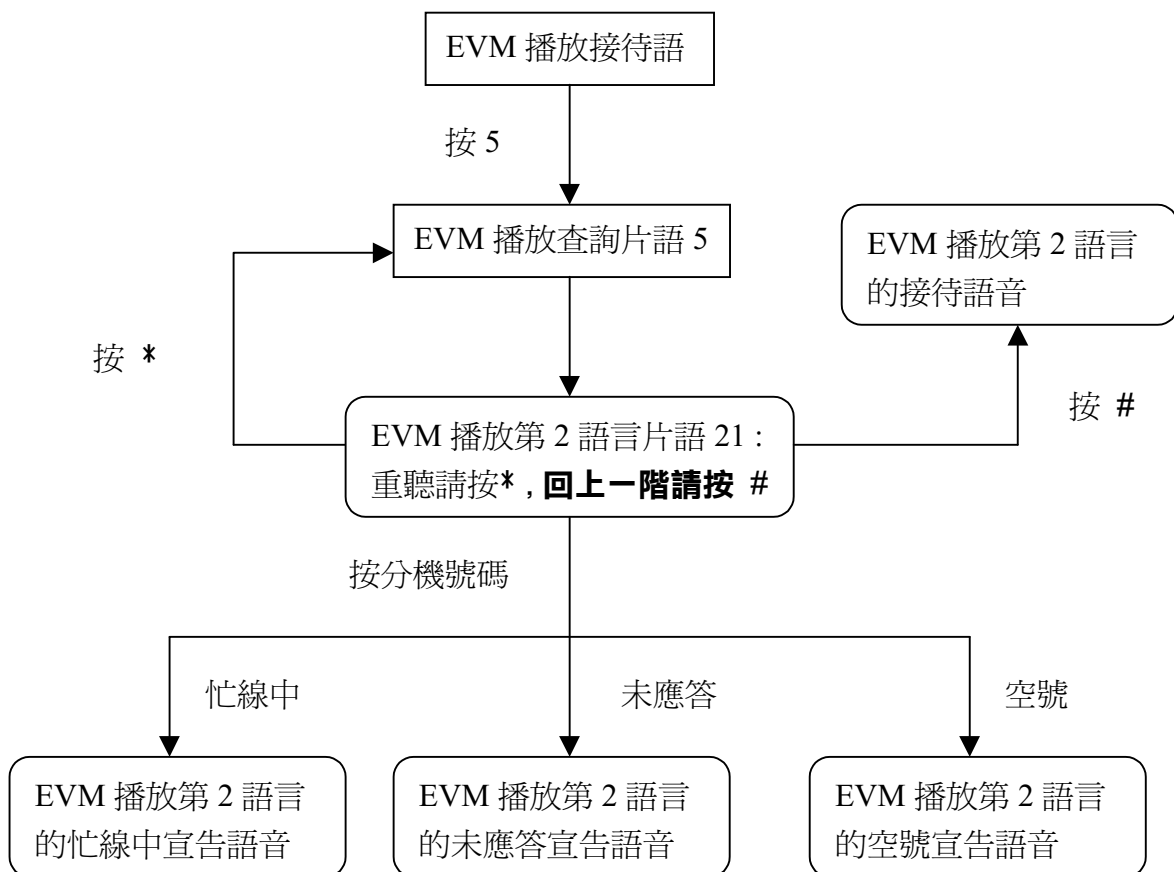 EVM 播放接待語
按 5
EVM 播放查詢片語 5
EVM 播放第 2 語言
的接待語音
按 *
按 #
EVM 播放第 2 語言片語 21 :
重聽請按* , 回上一階請按 #
按分機號碼
忙線中
未應答
空號
EVM 播放第 2 語言
的忙線中宣告語音
EVM 播放第 2 語言
的未應答宣告語音
EVM 播放第 2 語言
的空號宣告語音